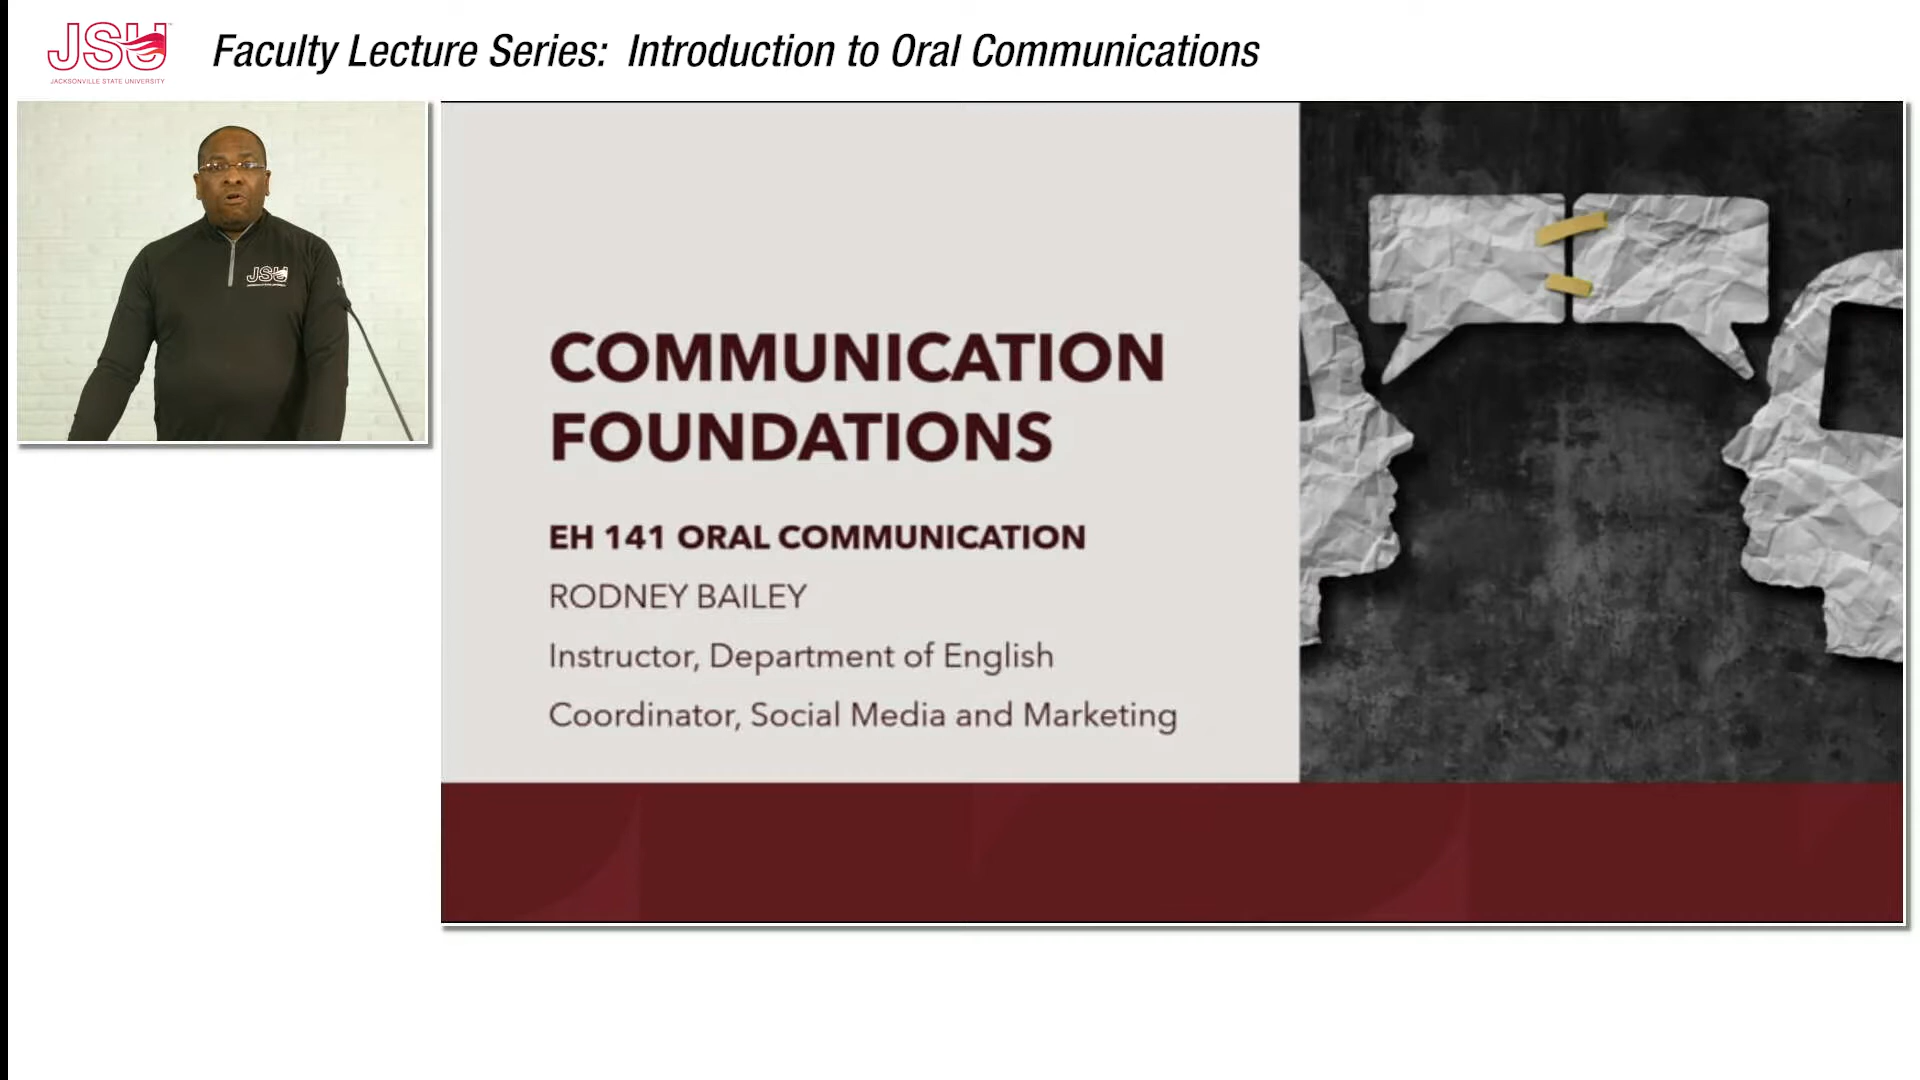 JSU
JACKSONVILLE STATE UNIVERSITY
Faculty Lecture Series: Introduction to Oral Communications
JSU
COMMUNICATION
FOUNDATIONS
EH 141 ORAL COMMUNICATION
RODNEY BAILEY
Instructor, Department of English
Coordinator, Social Media and Marketing